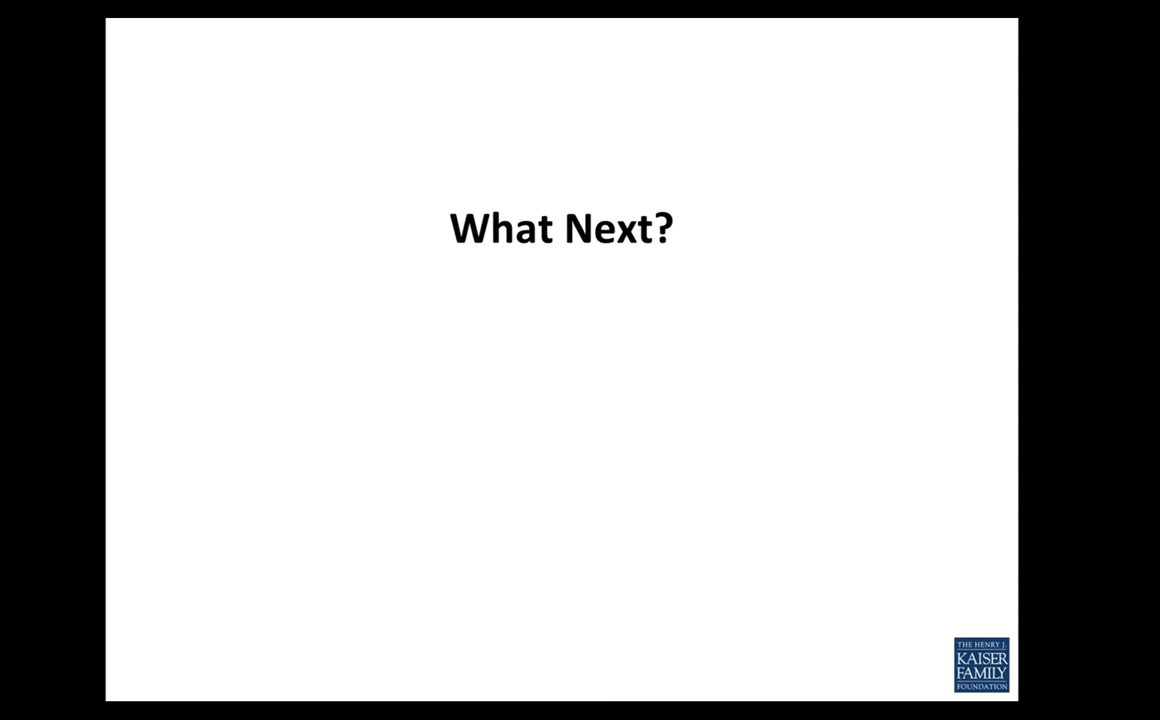 What Next?
THE HENRY J.
KAISER
FAMILY
FOUNDATION